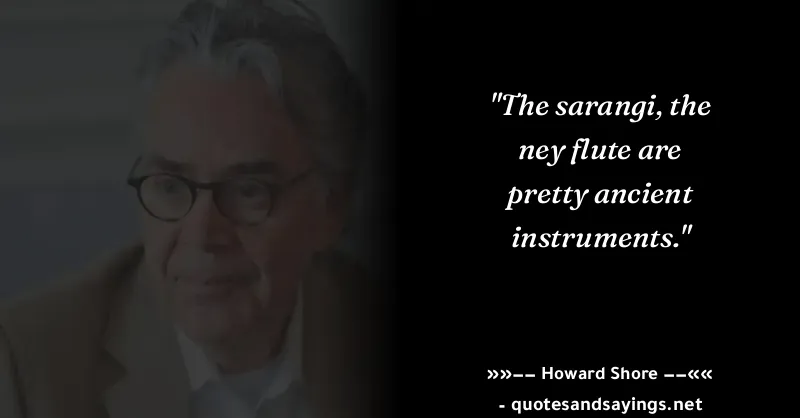 "The sarangi, the
ney flute are
pretty ancient
instruments."
»»–– Howard Shore ––««
- quotesandsayings.net